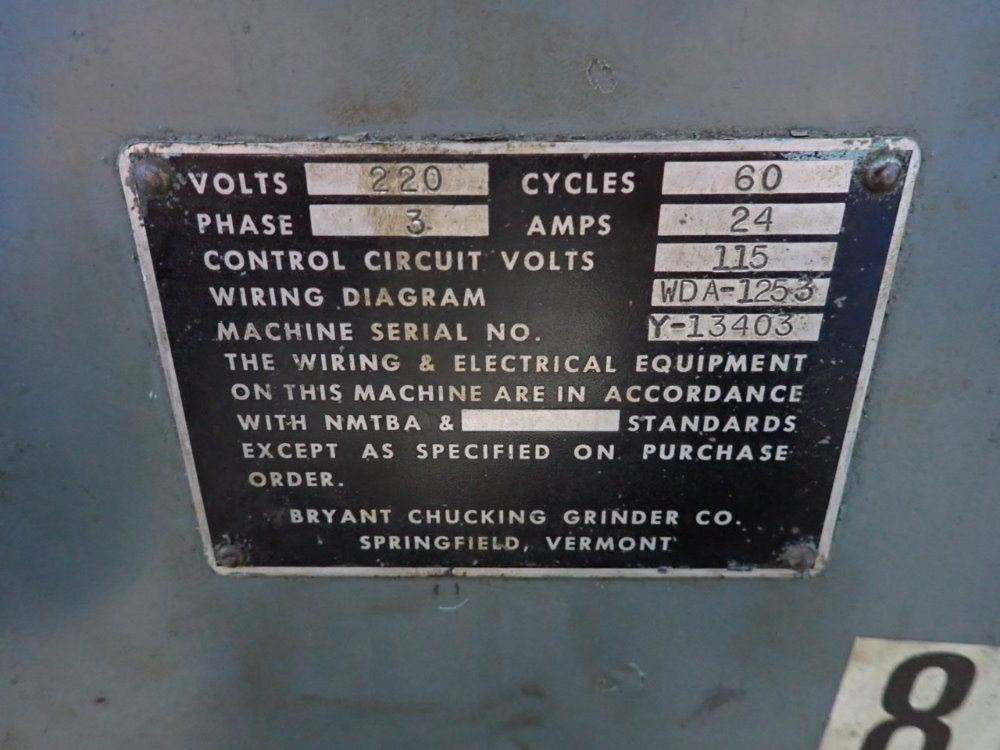 VOLTS 220 CYCLES 60
PHASE 3 AMPS 24
CONTROL CIRCUIT VOLTS 115
WIRING DIAGRAM WDA-1253
MACHINE SERIAL NO. Y-13403
THE WIRING & ELECTRICAL EQUIPMENT
ON THIS MACHINE ARE IN ACCORDANCE
WITH NMTBA & STANDARDS
EXCEPT AS SPECIFIED ON PURCHASE
ORDER.
BRYANT CHUCKING GRINDER CO.
SPRINGFIELD, VERMONT
8